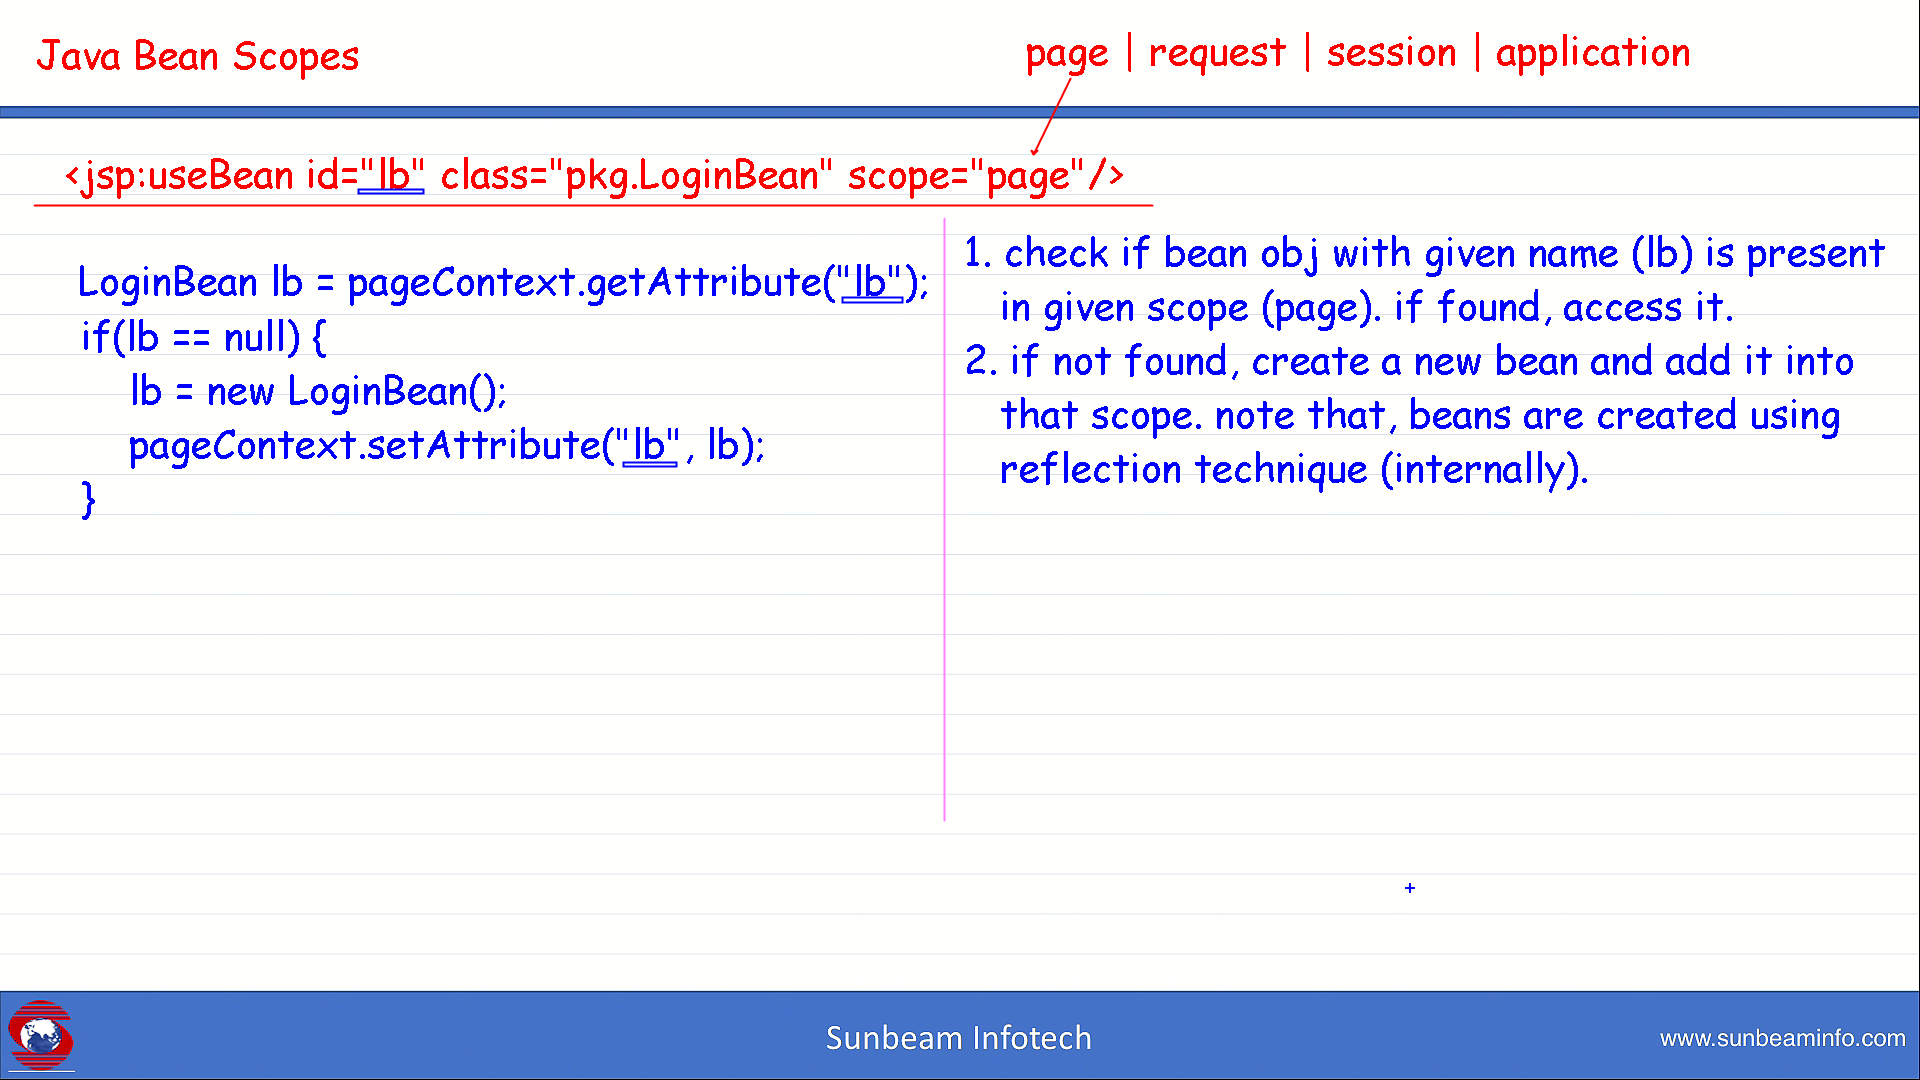 Java Bean Scopes
page | request | session | application
<jsp:useBean id="lb" class="pkg.LoginBean" scope="page"/>
LoginBean lb = pageContext.getAttribute("lb");
if(lb == null) {
lb = new LoginBean();
pageContext.setAttribute("lb", lb);
}
1. check if bean obj with given name (lb) is present
in given scope (page). if found, access it.
2. if not found, create a new bean and add it into
that scope. note that, beans are created using
reflection technique (internally).
Sunbeam Infotech
www.sunbeaminfo.com